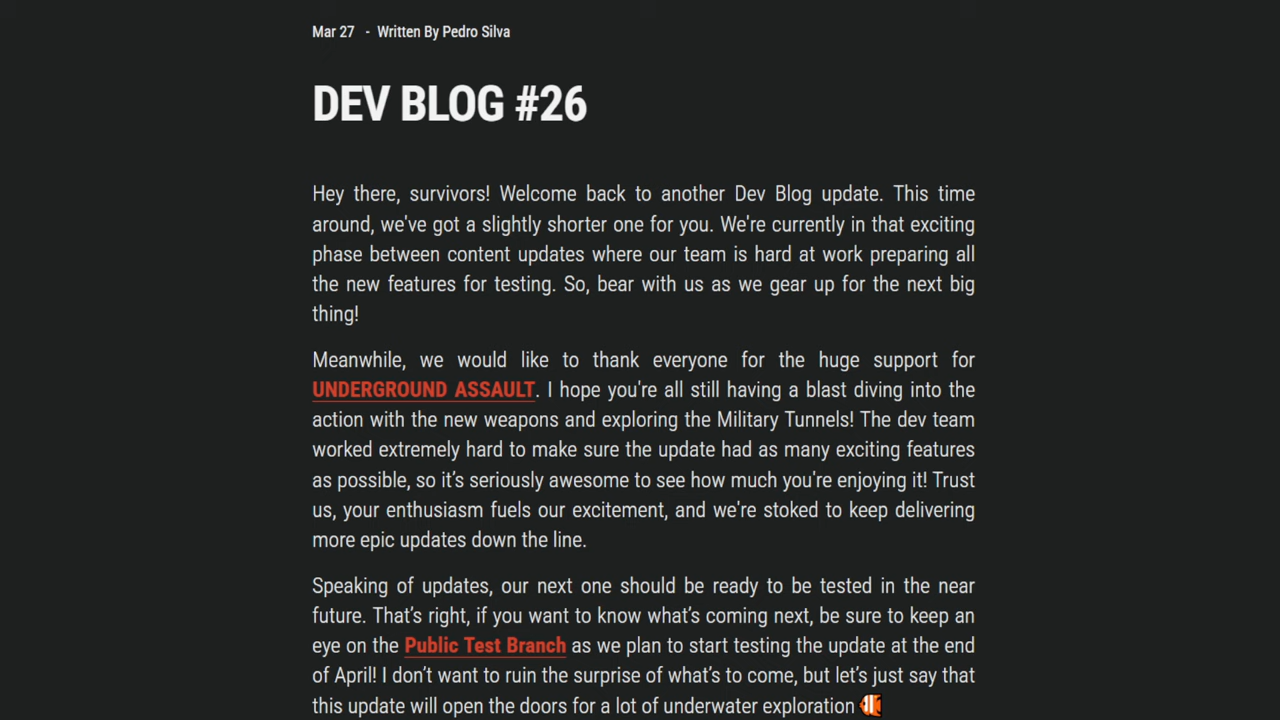 Mar 27 - Written By Pedro Silva
DEV BLOG #26
Hey there, survivors! Welcome back to another Dev Blog update. This time
around, we've got a slightly shorter one for you. We're currently in that exciting
phase between content updates where our team is hard at work preparing all
the new features for testing. So, bear with us as we gear up for the next big
thing!
Meanwhile, we would like to thank everyone for the huge support for
UNDERGROUND ASSAULT. I hope you're all still having a blast diving into the
action with the new weapons and exploring the Military Tunnels! The dev team
worked extremely hard to make sure the update had as many exciting features
as possible, so it’s seriously awesome to see how much you're enjoying it! Trust
us, your enthusiasm fuels our excitement, and we're stoked to keep delivering
more epic updates down the line.
Speaking of updates, our next one should be ready to be tested in the near
future. That’s right, if you want to know what’s coming next, be sure to keep an
eye on the Public Test Branch as we plan to start testing the update at the end
of April! I don’t want to ruin the surprise of what’s to come, but let’s just say that
this update will open the doors for a lot of underwater exploration